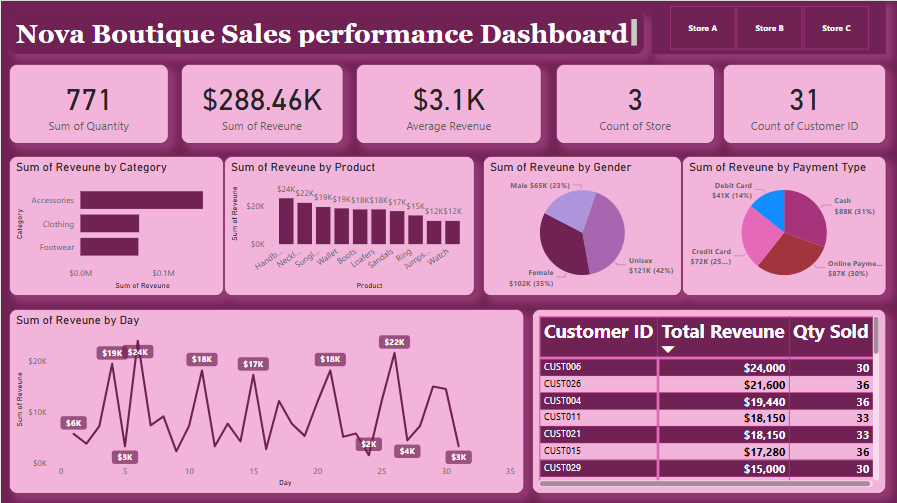 Nova Boutique Sales performance Dashboard
Store A
Store B
Store C
771
Sum of Quantity
$288.46K
Sum of Reveune
$3.1K
Average Revenue
3
Count of Store
31
Count of Customer ID
Sum of Reveune by Category
Category
Accessories
Clothing
Footwear
$0.0M
$0.1M
Sum of Reveune
Sum of Reveune by Product
Sum of Reveune
$20K
$0K
$24K
$22K
$19K
$19K
$18K
$18K
$17K
$15K
$12K
$12K
Handb...
Neckl...
Sungl...
Wallet
Boots
Loafers
Sandals
Ring
Jumps...
Watch
Product
Sum of Reveune by Gender
Male $65K (23%)
Unisex
$121K (42%)
Female
$102K (35%)
Sum of Reveune by Payment Type
Debit Card
$41K (14%)
Cash
$88K (31%)
Credit Card
$72K (25...)
Online Payme...
$87K (30%)
Sum of Reveune by Day
Sum of Reveune
$20K
$10K
$0K
$6K
$19K
$3K
$24K
$18K
$17K
$18K
$2K
$22K
$4K
$3K
0
5
10
15
20
25
30
35
Day
Customer ID Total Reveune Qty Sold
CUST006 $24,000 30
CUST026 $21,600 36
CUST004 $19,440 36
CUST011 $18,150 33
CUST021 $18,150 33
CUST015 $17,280 36
CUST029 $15,000 30